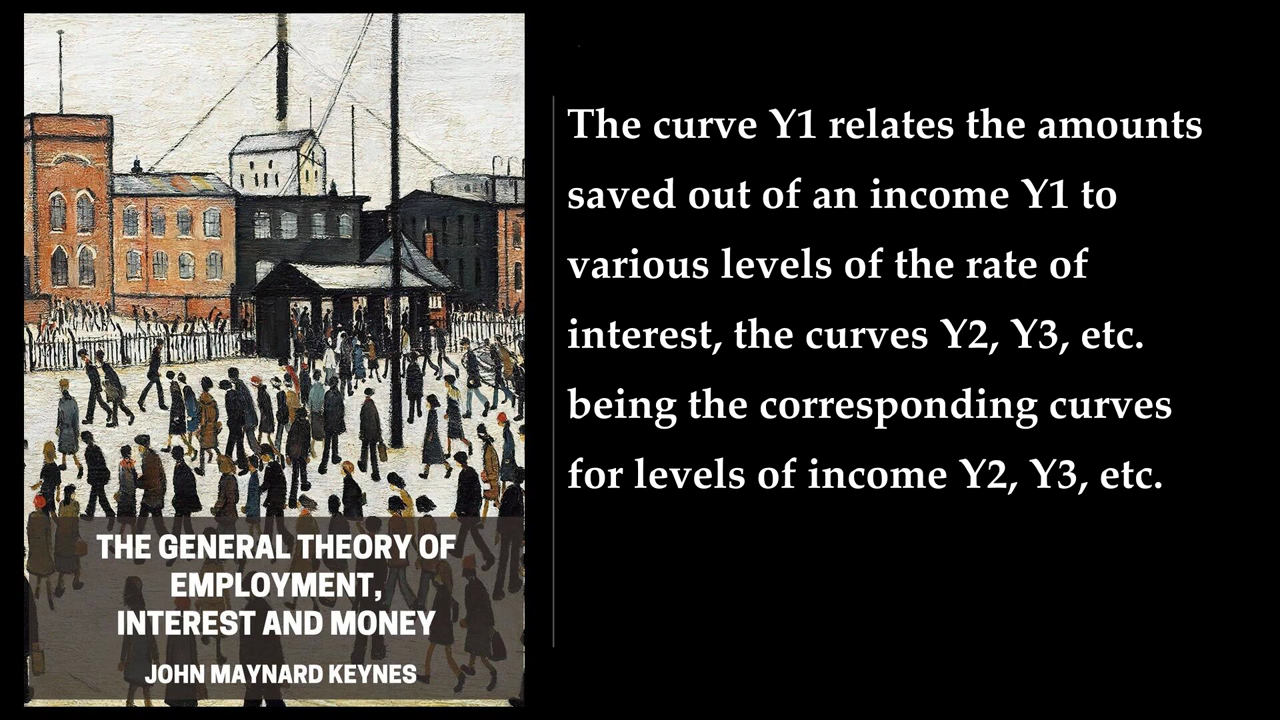 The curve Y1 relates the amounts
saved out of an income Y1 to
various levels of the rate of
interest, the curves Y2, Y3, etc.
being the corresponding curves
for levels of income Y2, Y3, etc.
THE GENERAL THEORY OF
EMPLOYMENT,
INTEREST AND MONEY
JOHN MAYNARD KEYNES